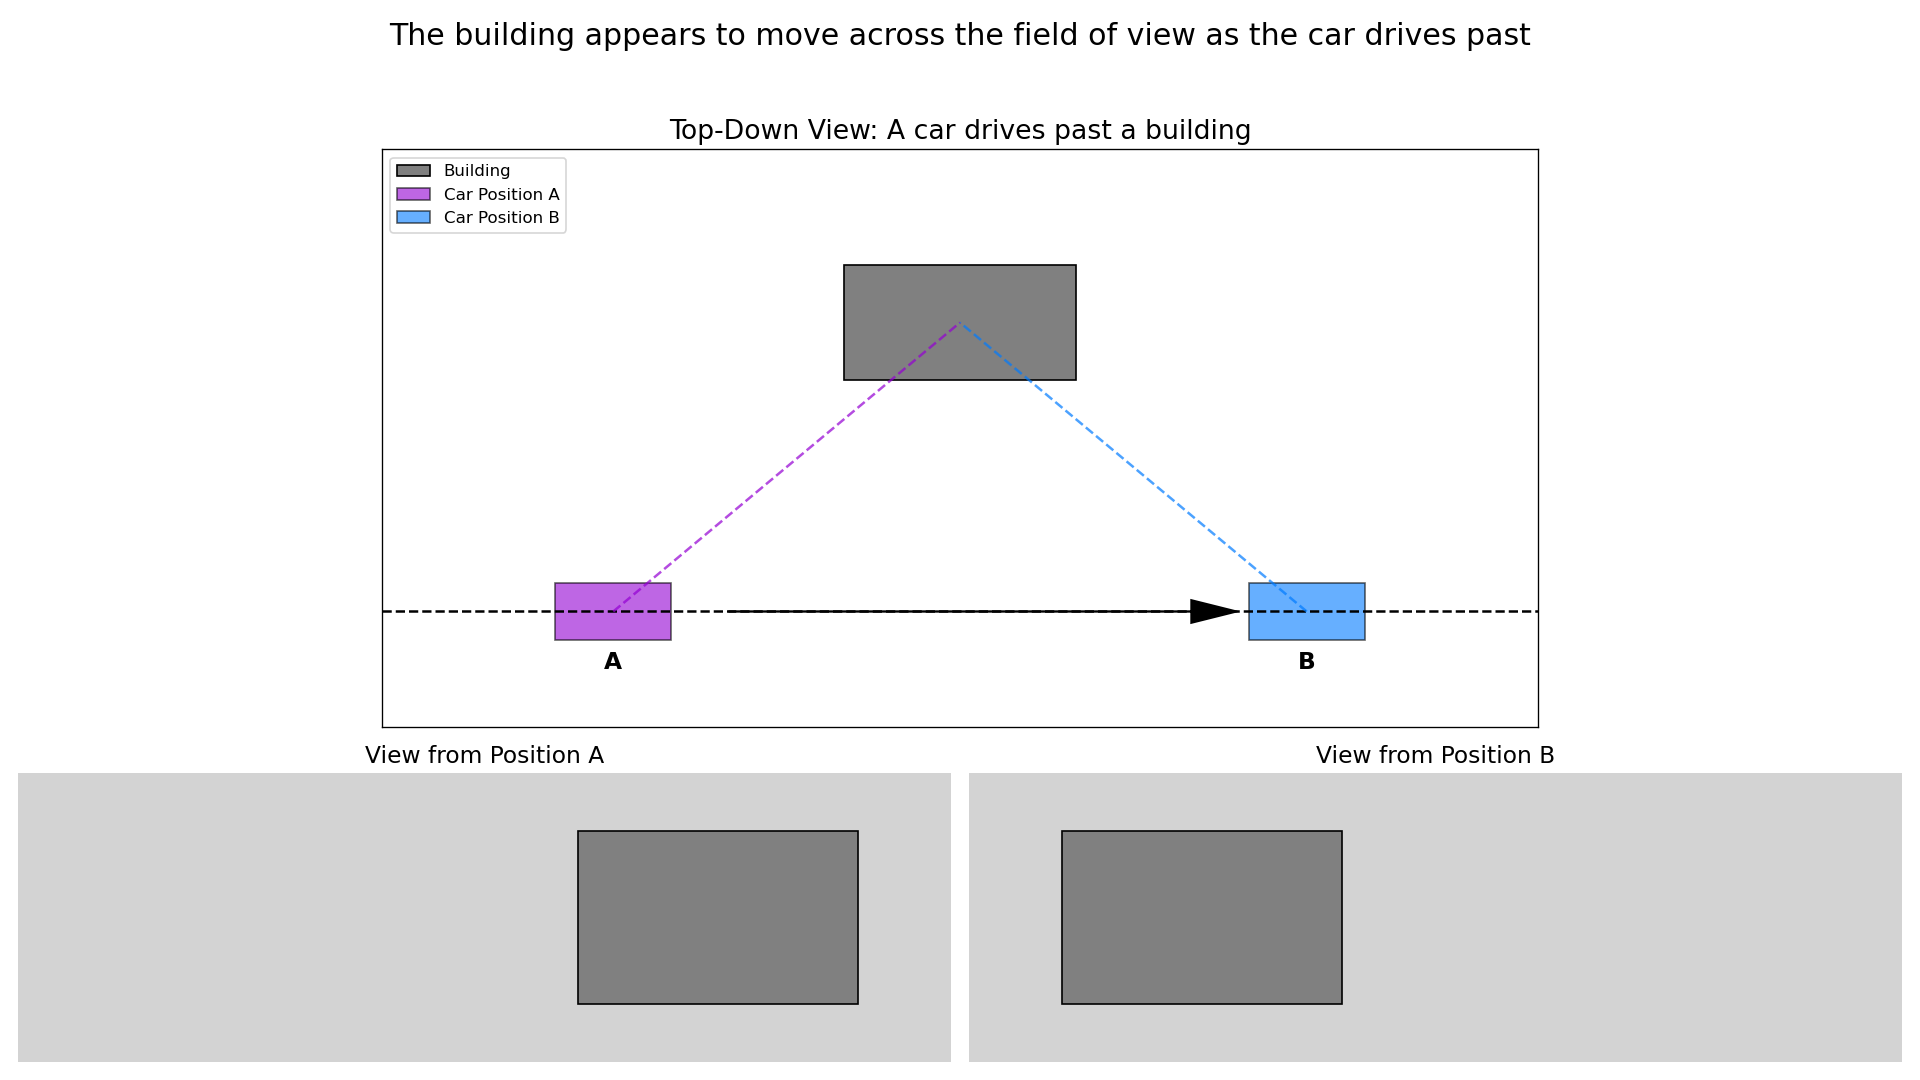 The building appears to move across the field of view as the car drives past
Top-Down View: A car drives past a building
Building
Car Position A
Car Position B
A
B
View from Position A
View from Position B